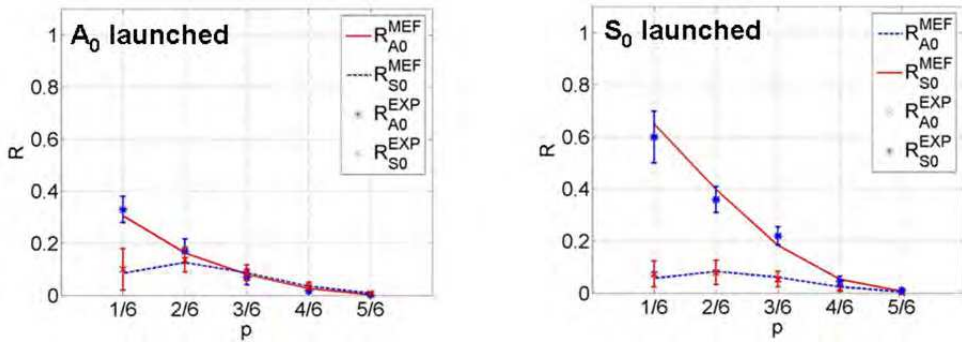 A0 launched
R
1
0.8
0.6
0.4
0.2
0
1/6 2/6 3/6 4/6 5/6
p
R_A0^MEF
R_S0^MEF
R_A0^EXP
R_S0^EXP
S0 launched
R
1
0.8
0.6
0.4
0.2
0
1/6 2/6 3/6 4/6 5/6
p
R_A0^MEF
R_S0^MEF
R_A0^EXP
R_S0^EXP